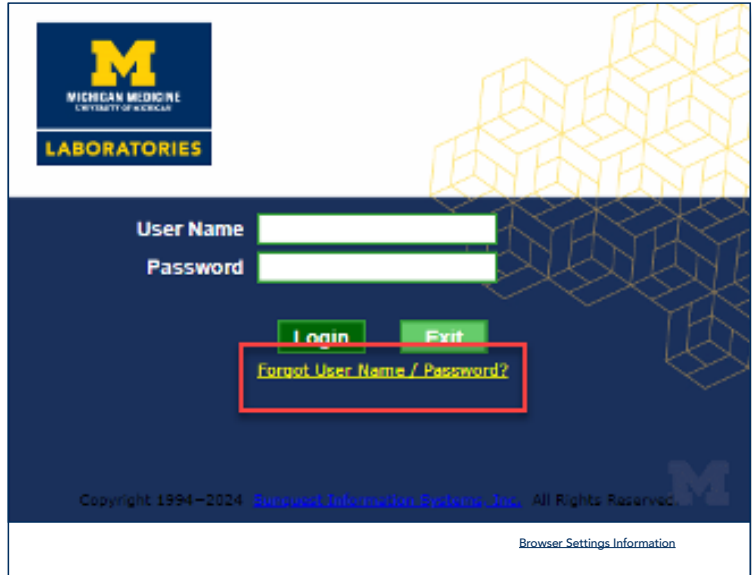 M
MICHIGAN MEDICINE
UNIVERSITY OF MICHIGAN
LABORATORIES
User Name
Password
Login Exit
Forgot User Name / Password?
Copyright 1994-2024 Sunquest Information Systems, Inc. All Rights Reserved.
M
Browser Settings Information